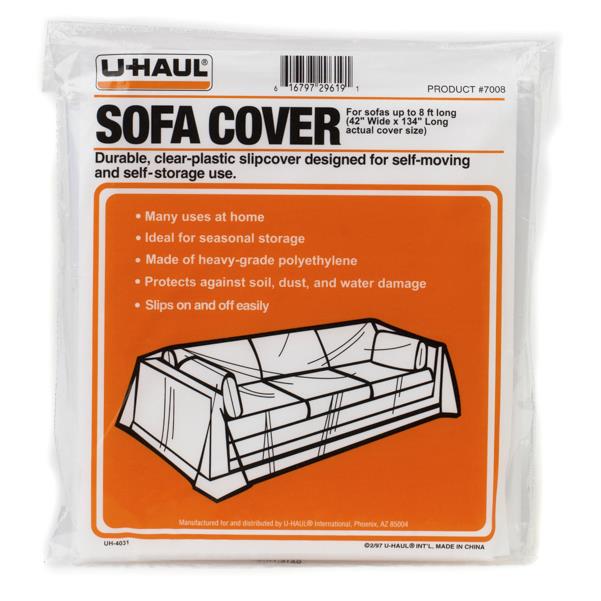 U-HAUL®
6 16797 29619 1
PRODUCT #7008
SOFA COVER
For sofas up to 8 ft long
(42" Wide x 134" Long
actual cover size)
Durable, clear-plastic slipcover designed for self-moving
and self-storage use.
• Many uses at home
• Ideal for seasonal storage
• Made of heavy-grade polyethylene
• Protects against soil, dust, and water damage
• Slips on and off easily
Manufactured for and distributed by U-HAUL® International, Phoenix, AZ 85004
UH-4031
©2/97 U-HAUL® INT'L, MADE IN CHINA